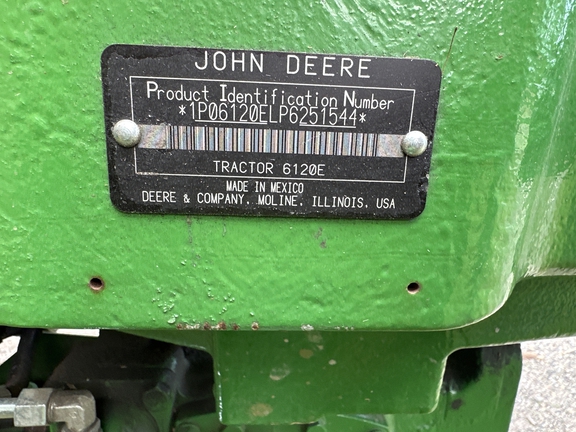 JOHN DEERE
Product Identification Number
*1P06120ELP6251544*
TRACTOR 6120E
MADE IN MEXICO
DEERE & COMPANY, MOLINE, ILLINOIS, USA